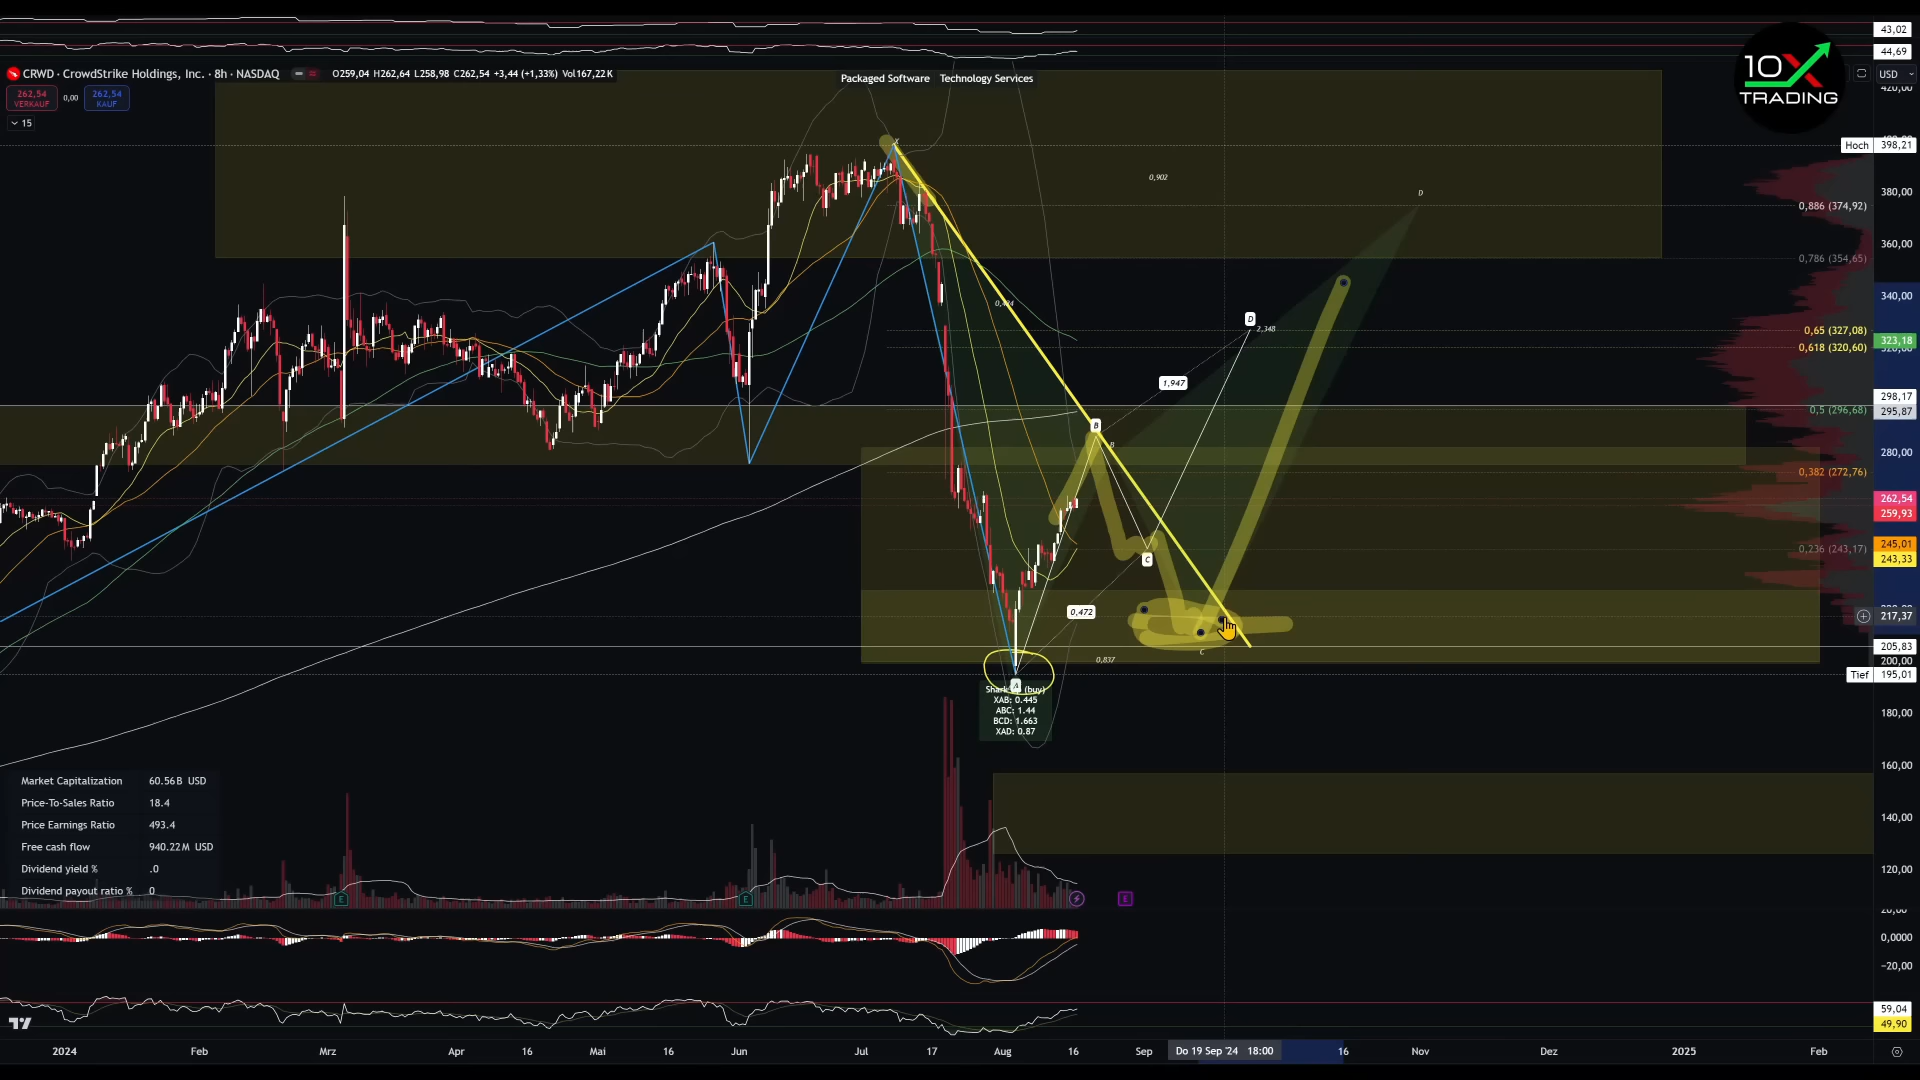 43,02
44,69
10X
TRADING
CRWD · CrowdStrike Holdings, Inc. · 8h · NASDAQ O259,04 H262,64 L258,98 C262,54 +3,44 (+1,33%) Vol167,22 K
USD
262,54
VERKAUF
0,00
262,54
KAUF
15
Packaged Software Technology Services
Hoch 398,21
X
0,902
D
380,00
0,886 (374,92)
360,00
0,786 (354,65)
340,00
0,484
D
2,348
0,65 (327,08)
323,18
0,618 (320,60)
1,947
298,17
0,5 (296,68)
295,87
B
B
280,00
0,382 (272,76)
262,54
259,93
245,01
0,236 (243,17)
243,33
C
0,472
217,37
205,83
C
0,837
200,00
Tief 195,01
A
Shark (buy)
XAB: 0.445
ABC: 1.44
BCD: 1.663
XAD: 0.87
180,00
160,00
140,00
120,00
Market Capitalization 60.56B USD
Price-To-Sales Ratio 18.4
Price Earnings Ratio 493.4
Free cash flow 940.22M USD
Dividend yield % .0
Dividend payout ratio % 0
E
E
E
20,00
0,0000
−20,00
59,04
49,90
2024 Feb Mrz Apr 16 Mai 16 Jun Jul 17 Aug 16 Sep Do 19 Sep '24 18:00 16 Nov Dez 2025 Feb